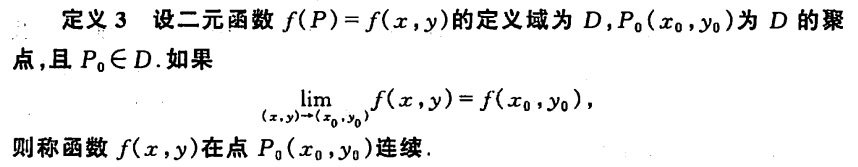 定义 3 设二元函数 f(P)=f(x,y)的定义域为 D,P₀(x₀,y₀)为 D 的聚
点,且 P₀∈D.如果
lim f(x,y)=f(x₀,y₀),
(x,y)→(x₀,y₀)
则称函数 f(x,y)在点 P₀(x₀,y₀)连续.